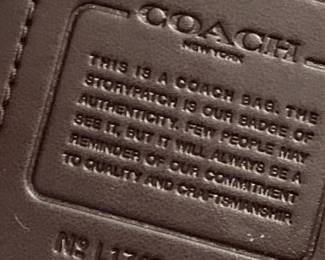 COACH
NEW YORK
THIS IS A COACH BAG. THE
STORYPATCH IS OUR BADGE OF
AUTHENTICITY. FEW PEOPLE MAY
SEE IT, BUT IT WILL ALWAYS BE A
REMINDER OF OUR COMMITMENT
TO QUALITY AND CRAFTSMANSHIP
Nº